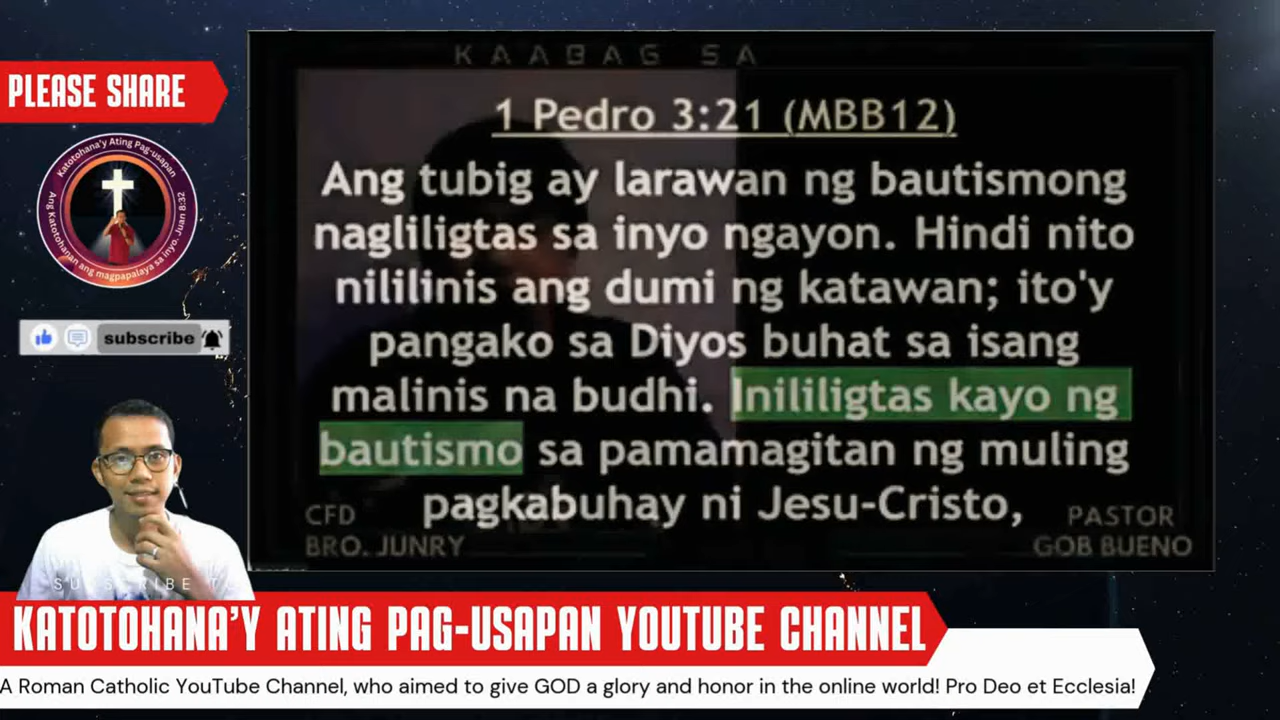 KAABAG SA
PLEASE SHARE
1 Pedro 3:21 (MBB12)
Ang tubig ay larawan ng bautismong
nagliligtas sa inyo ngayon. Hindi nito
nililinis ang dumi ng katawan; ito'y
pangako sa Diyos buhat sa isang
malinis na budhi. Inililigtas kayo ng
bautismo sa pamamagitan ng muling
pagkabuhay ni Jesu-Cristo,
Katotohana'y Ating Pag-usapan
Ang Katotohan ang magpapalaya sa inyo. Juan 8:32
subscribe
CFD
BRO. JUNRY
PASTOR
GOB BUENO
SUBSCRIBE T
KATOTOHANA'Y ATING PAG-USAPAN YOUTUBE CHANNEL
A Roman Catholic YouTube Channel, who aimed to give GOD a glory and honor in the online world! Pro Deo et Ecclesia!